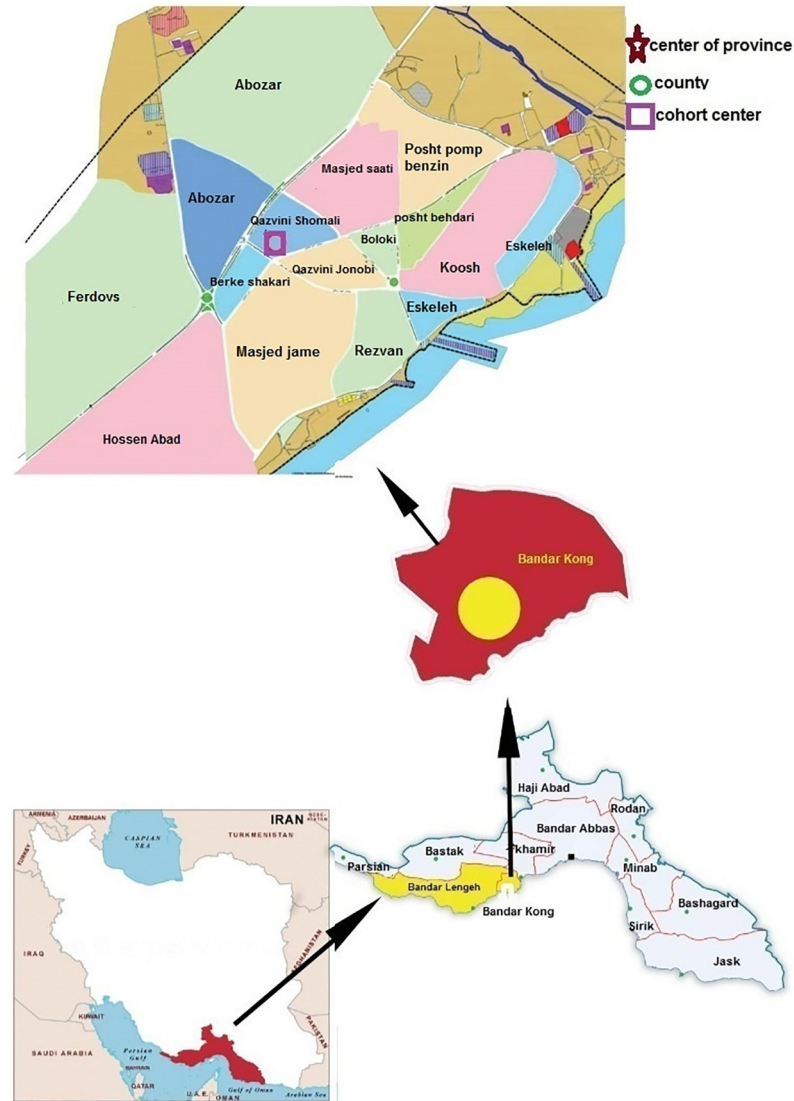 center of province
county
cohort center
Abozar
Masjed saati
Posht pomp
benzin
Abozar
Qazvini Shomali
posht behdari
Boloki
Eskeleh
Qazvini Jonobi
Koosh
Berke shakari
Ferdovs
Eskeleh
Masjed jame
Rezvan
Hossen Abad
Bandar Kong
Haji Abad
Rodan
Bandar Abbas
khamir
Bastak
Parsian
Minab
Bandar Lengeh
Bashagard
Bandar Kong
Sirik
Jask
IRAN
ARMENIA
AZERBAIJAN
CASPIAN
SEA
TURKMENISTAN
TURKEY
IRAQ
AFGHANISTAN
KUWAIT
PAKISTAN
SAUDI ARABIA
Persian
Gulf
BAHRAIN
QATAR
Gulf of Oman
U.A.E.
OMAN
Arabian Sea